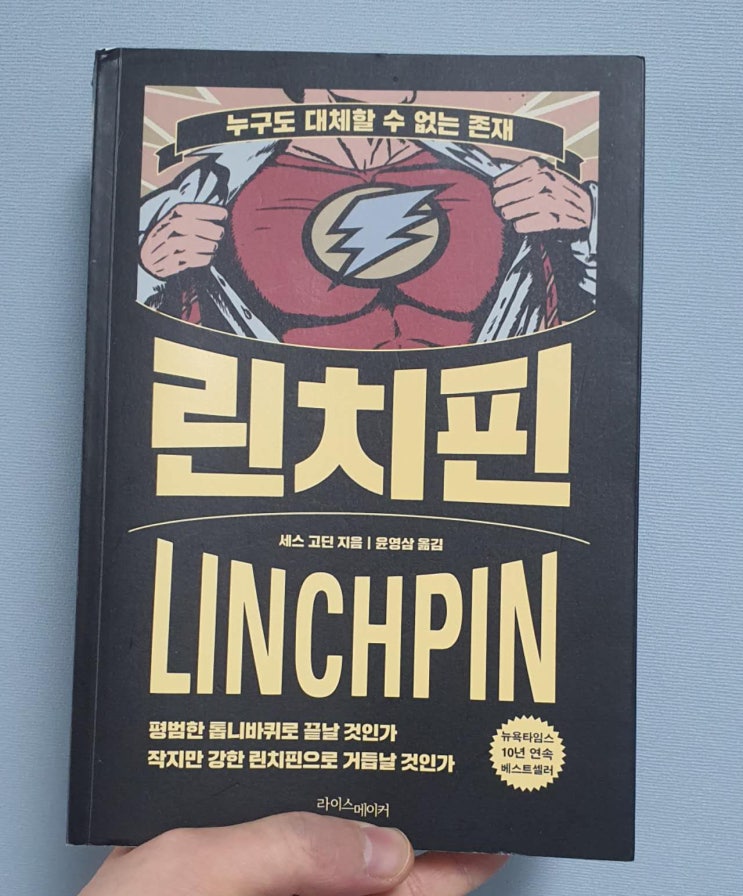 누구도 대체할 수 없는 존재
린치핀
세스 고딘 지음 | 윤영삼 옮김
LINCHPIN
평범한 톱니바퀴로 끝날 것인가
작지만 강한 린치핀으로 거듭날 것인가
뉴욕타임스
10년 연속
베스트셀러
라이스메이커